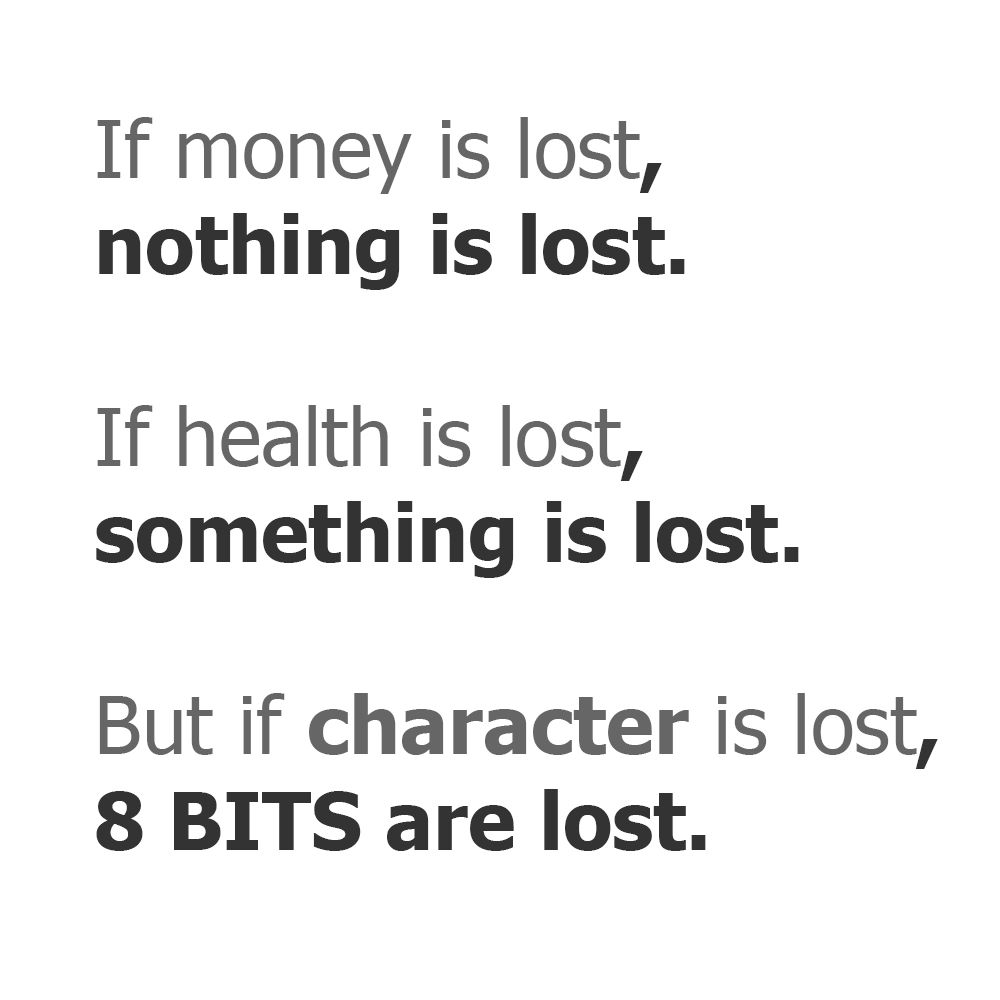 If money is lost,
nothing is lost.
If health is lost,
something is lost.
But if character is lost,
8 BITS are lost.